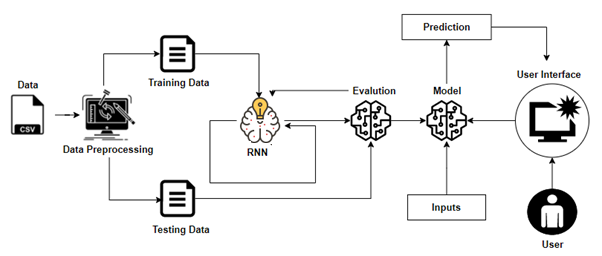 Prediction
Data
Training Data
Evalution
Model
User Interface
CSV
Data Preprocessing
RNN
Testing Data
Inputs
User